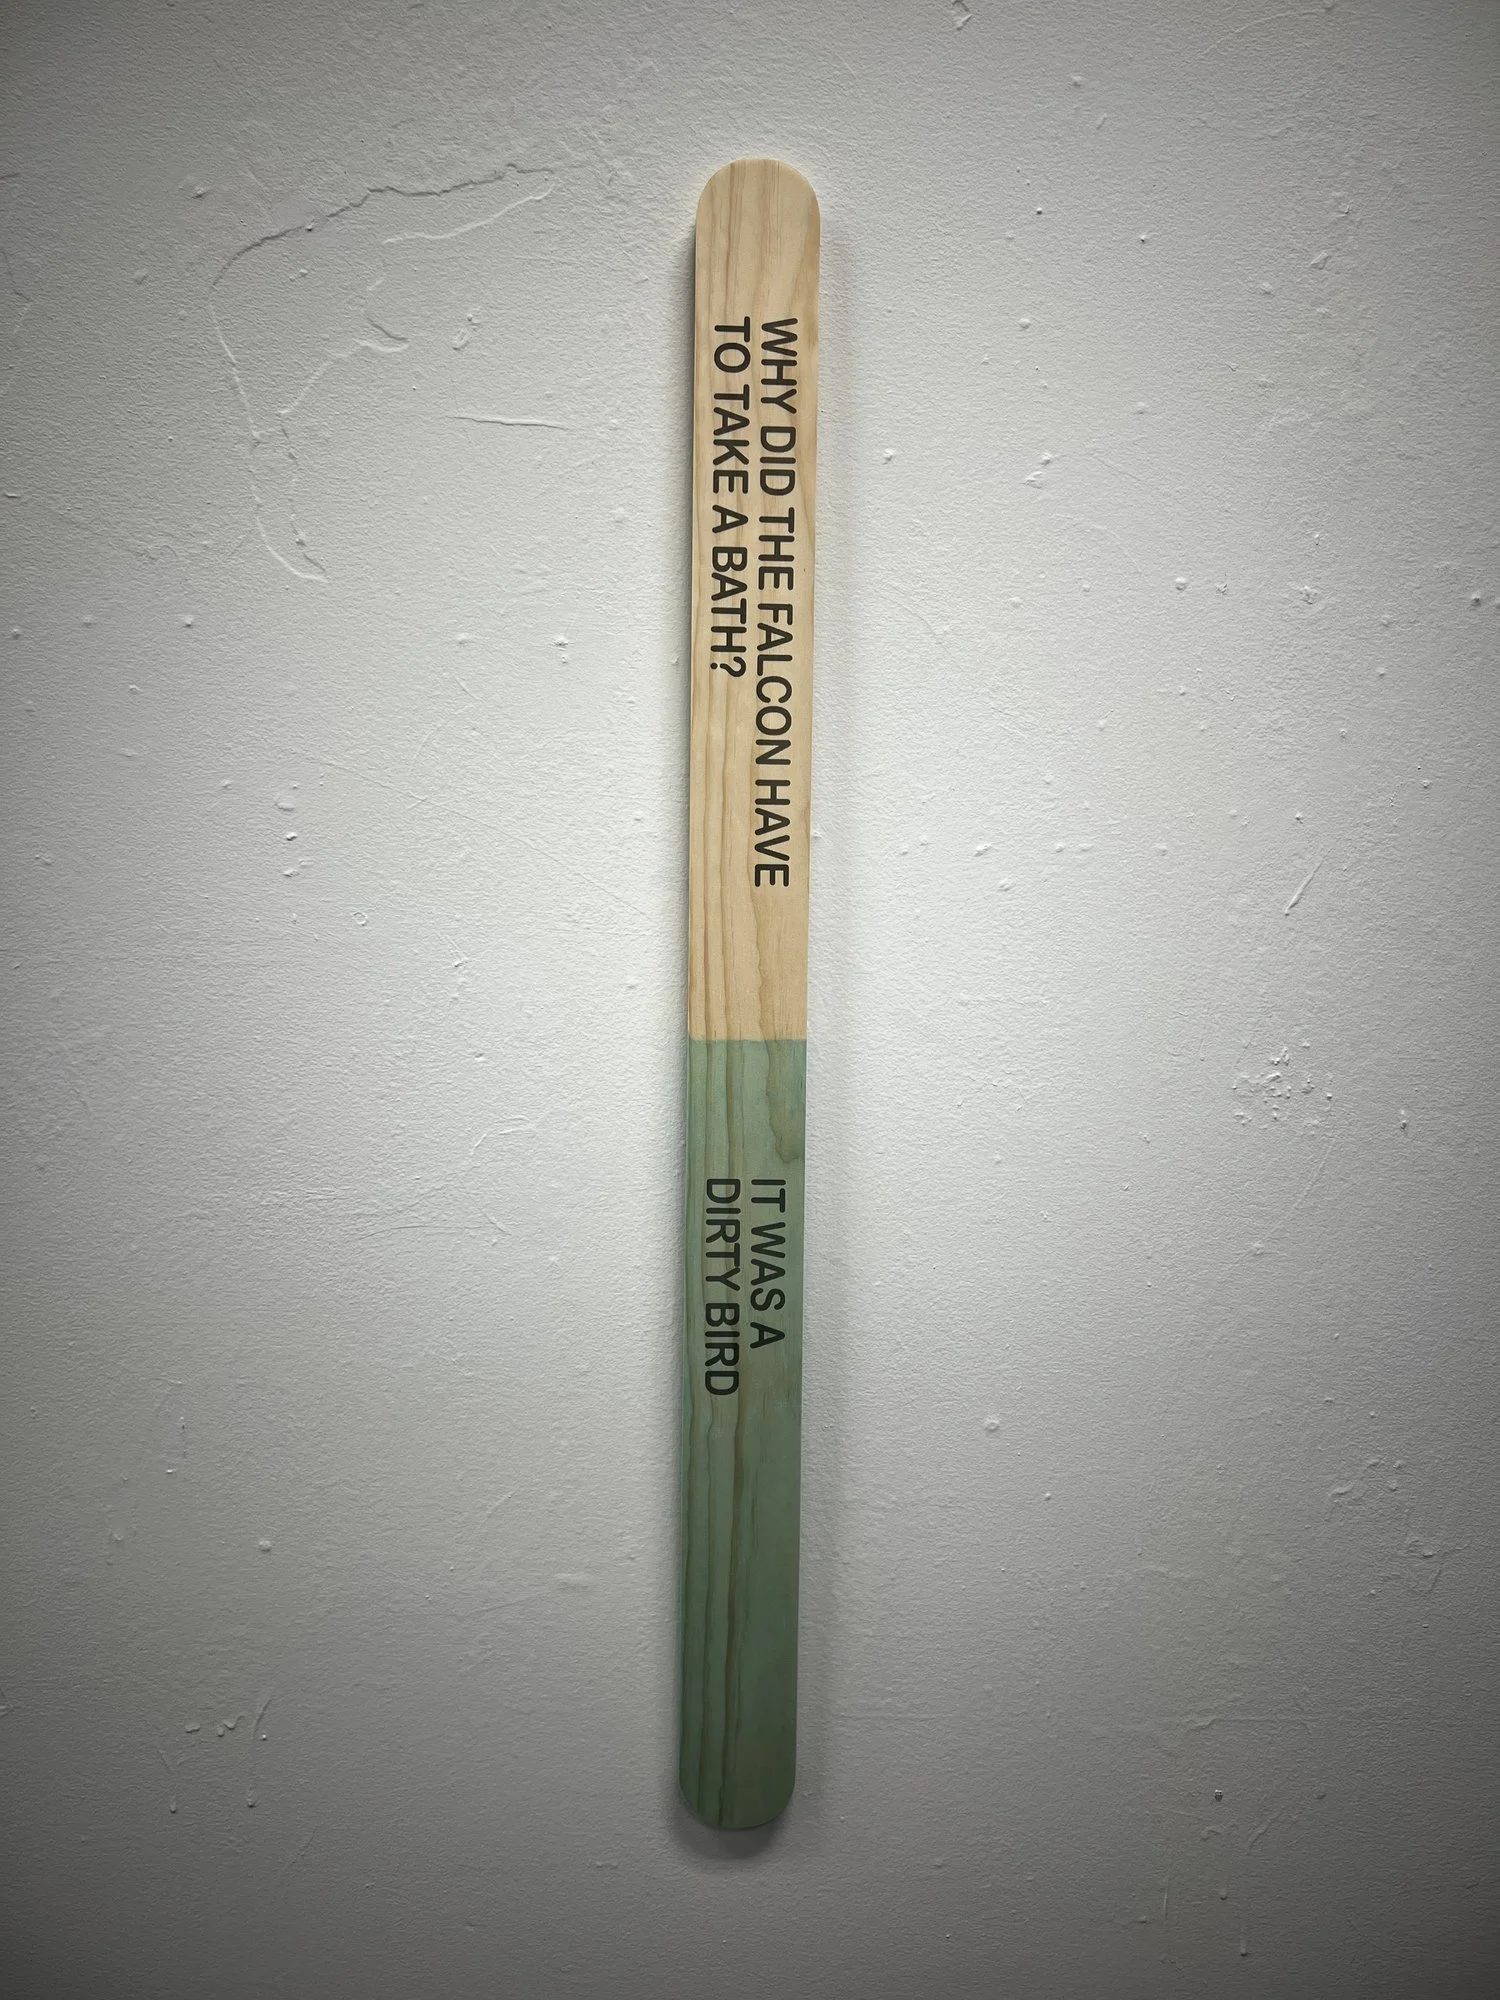 WHY DID THE FALCON HAVE
TO TAKE A BATH?
IT WAS A
DIRTY BIRD